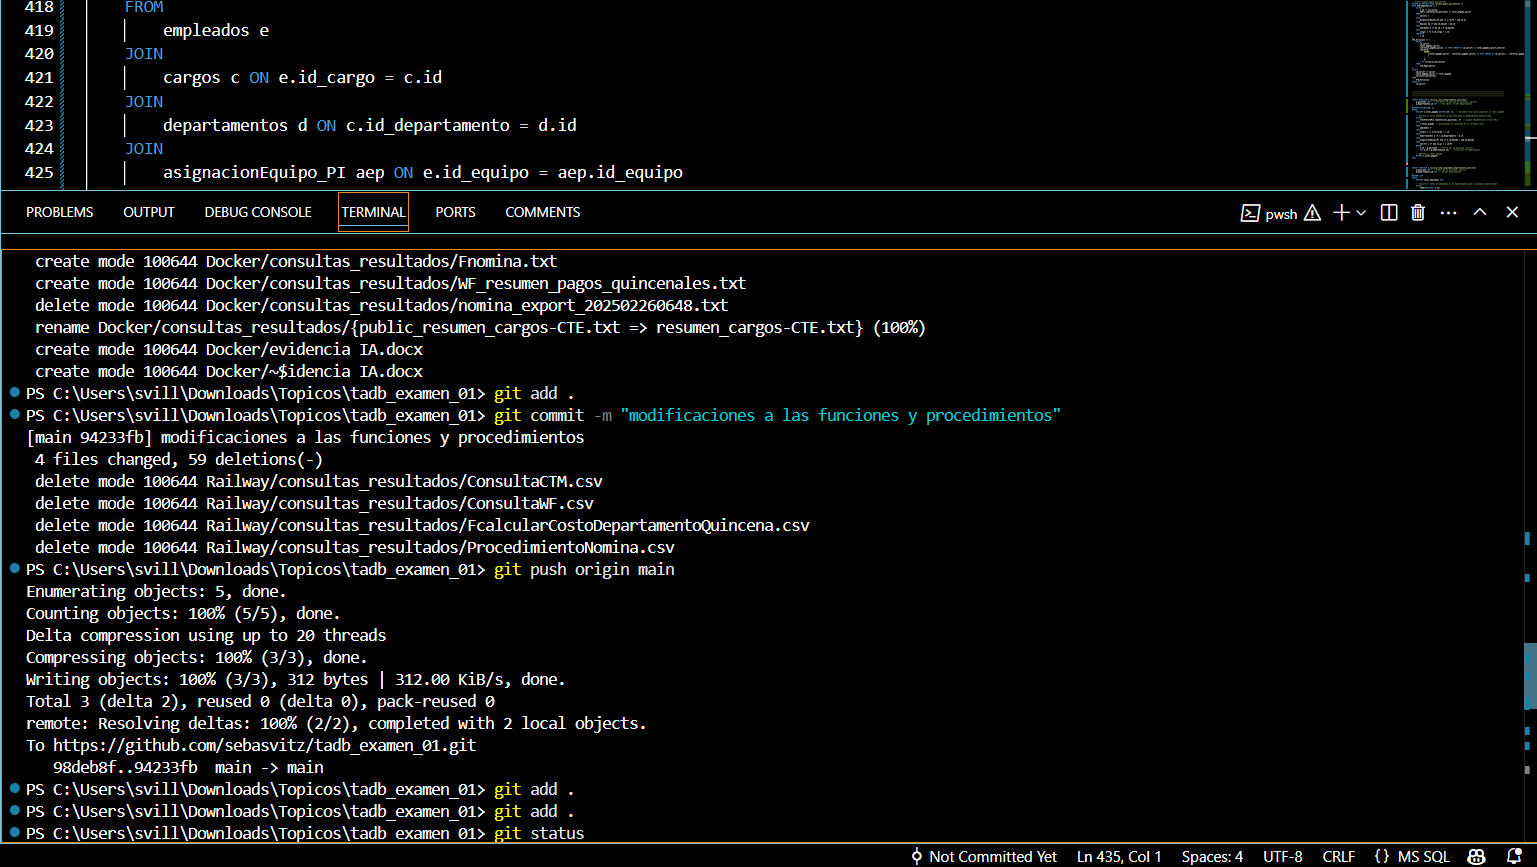 418 FROM
419 empleados e
420 JOIN
421 cargos c ON e.id_cargo = c.id
422 JOIN
423 departamentos d ON c.id_departamento = d.id
424 JOIN
425 asignacionEquipo_PI aep ON e.id_equipo = aep.id_equipo
PROBLEMS OUTPUT DEBUG CONSOLE TERMINAL PORTS COMMENTS pwsh
create mode 100644 Docker/consultas_resultados/Fnomina.txt
create mode 100644 Docker/consultas_resultados/WF_resumen_pagos_quincenales.txt
delete mode 100644 Docker/consultas_resultados/nomina_export_202502260648.txt
rename Docker/consultas_resultados/{public_resumen_cargos-CTE.txt => resumen_cargos-CTE.txt} (100%)
create mode 100644 Docker/evidencia IA.docx
create mode 100644 Docker/~$idencia IA.docx
PS C:\Users\svill\Downloads\Topicos\tadb_examen_01> git add .
PS C:\Users\svill\Downloads\Topicos\tadb_examen_01> git commit -m "modificaciones a las funciones y procedimientos"
[main 94233fb] modificaciones a las funciones y procedimientos
4 files changed, 59 deletions(-)
delete mode 100644 Railway/consultas_resultados/ConsultaCTM.csv
delete mode 100644 Railway/consultas_resultados/ConsultaWF.csv
delete mode 100644 Railway/consultas_resultados/FcalcularCostoDepartamentoQuincena.csv
delete mode 100644 Railway/consultas_resultados/ProcedimientoNomina.csv
PS C:\Users\svill\Downloads\Topicos\tadb_examen_01> git push origin main
Enumerating objects: 5, done.
Counting objects: 100% (5/5), done.
Delta compression using up to 20 threads
Compressing objects: 100% (3/3), done.
Writing objects: 100% (3/3), 312 bytes | 312.00 KiB/s, done.
Total 3 (delta 2), reused 0 (delta 0), pack-reused 0
remote: Resolving deltas: 100% (2/2), completed with 2 local objects.
To https://github.com/sebasvitz/tadb_examen_01.git
98deb8f..94233fb main -> main
PS C:\Users\svill\Downloads\Topicos\tadb_examen_01> git add .
PS C:\Users\svill\Downloads\Topicos\tadb_examen_01> git add .
PS C:\Users\svill\Downloads\Topicos\tadb_examen_01> git status
Not Committed Yet Ln 435, Col 1 Spaces: 4 UTF-8 CRLF {} MS SQL